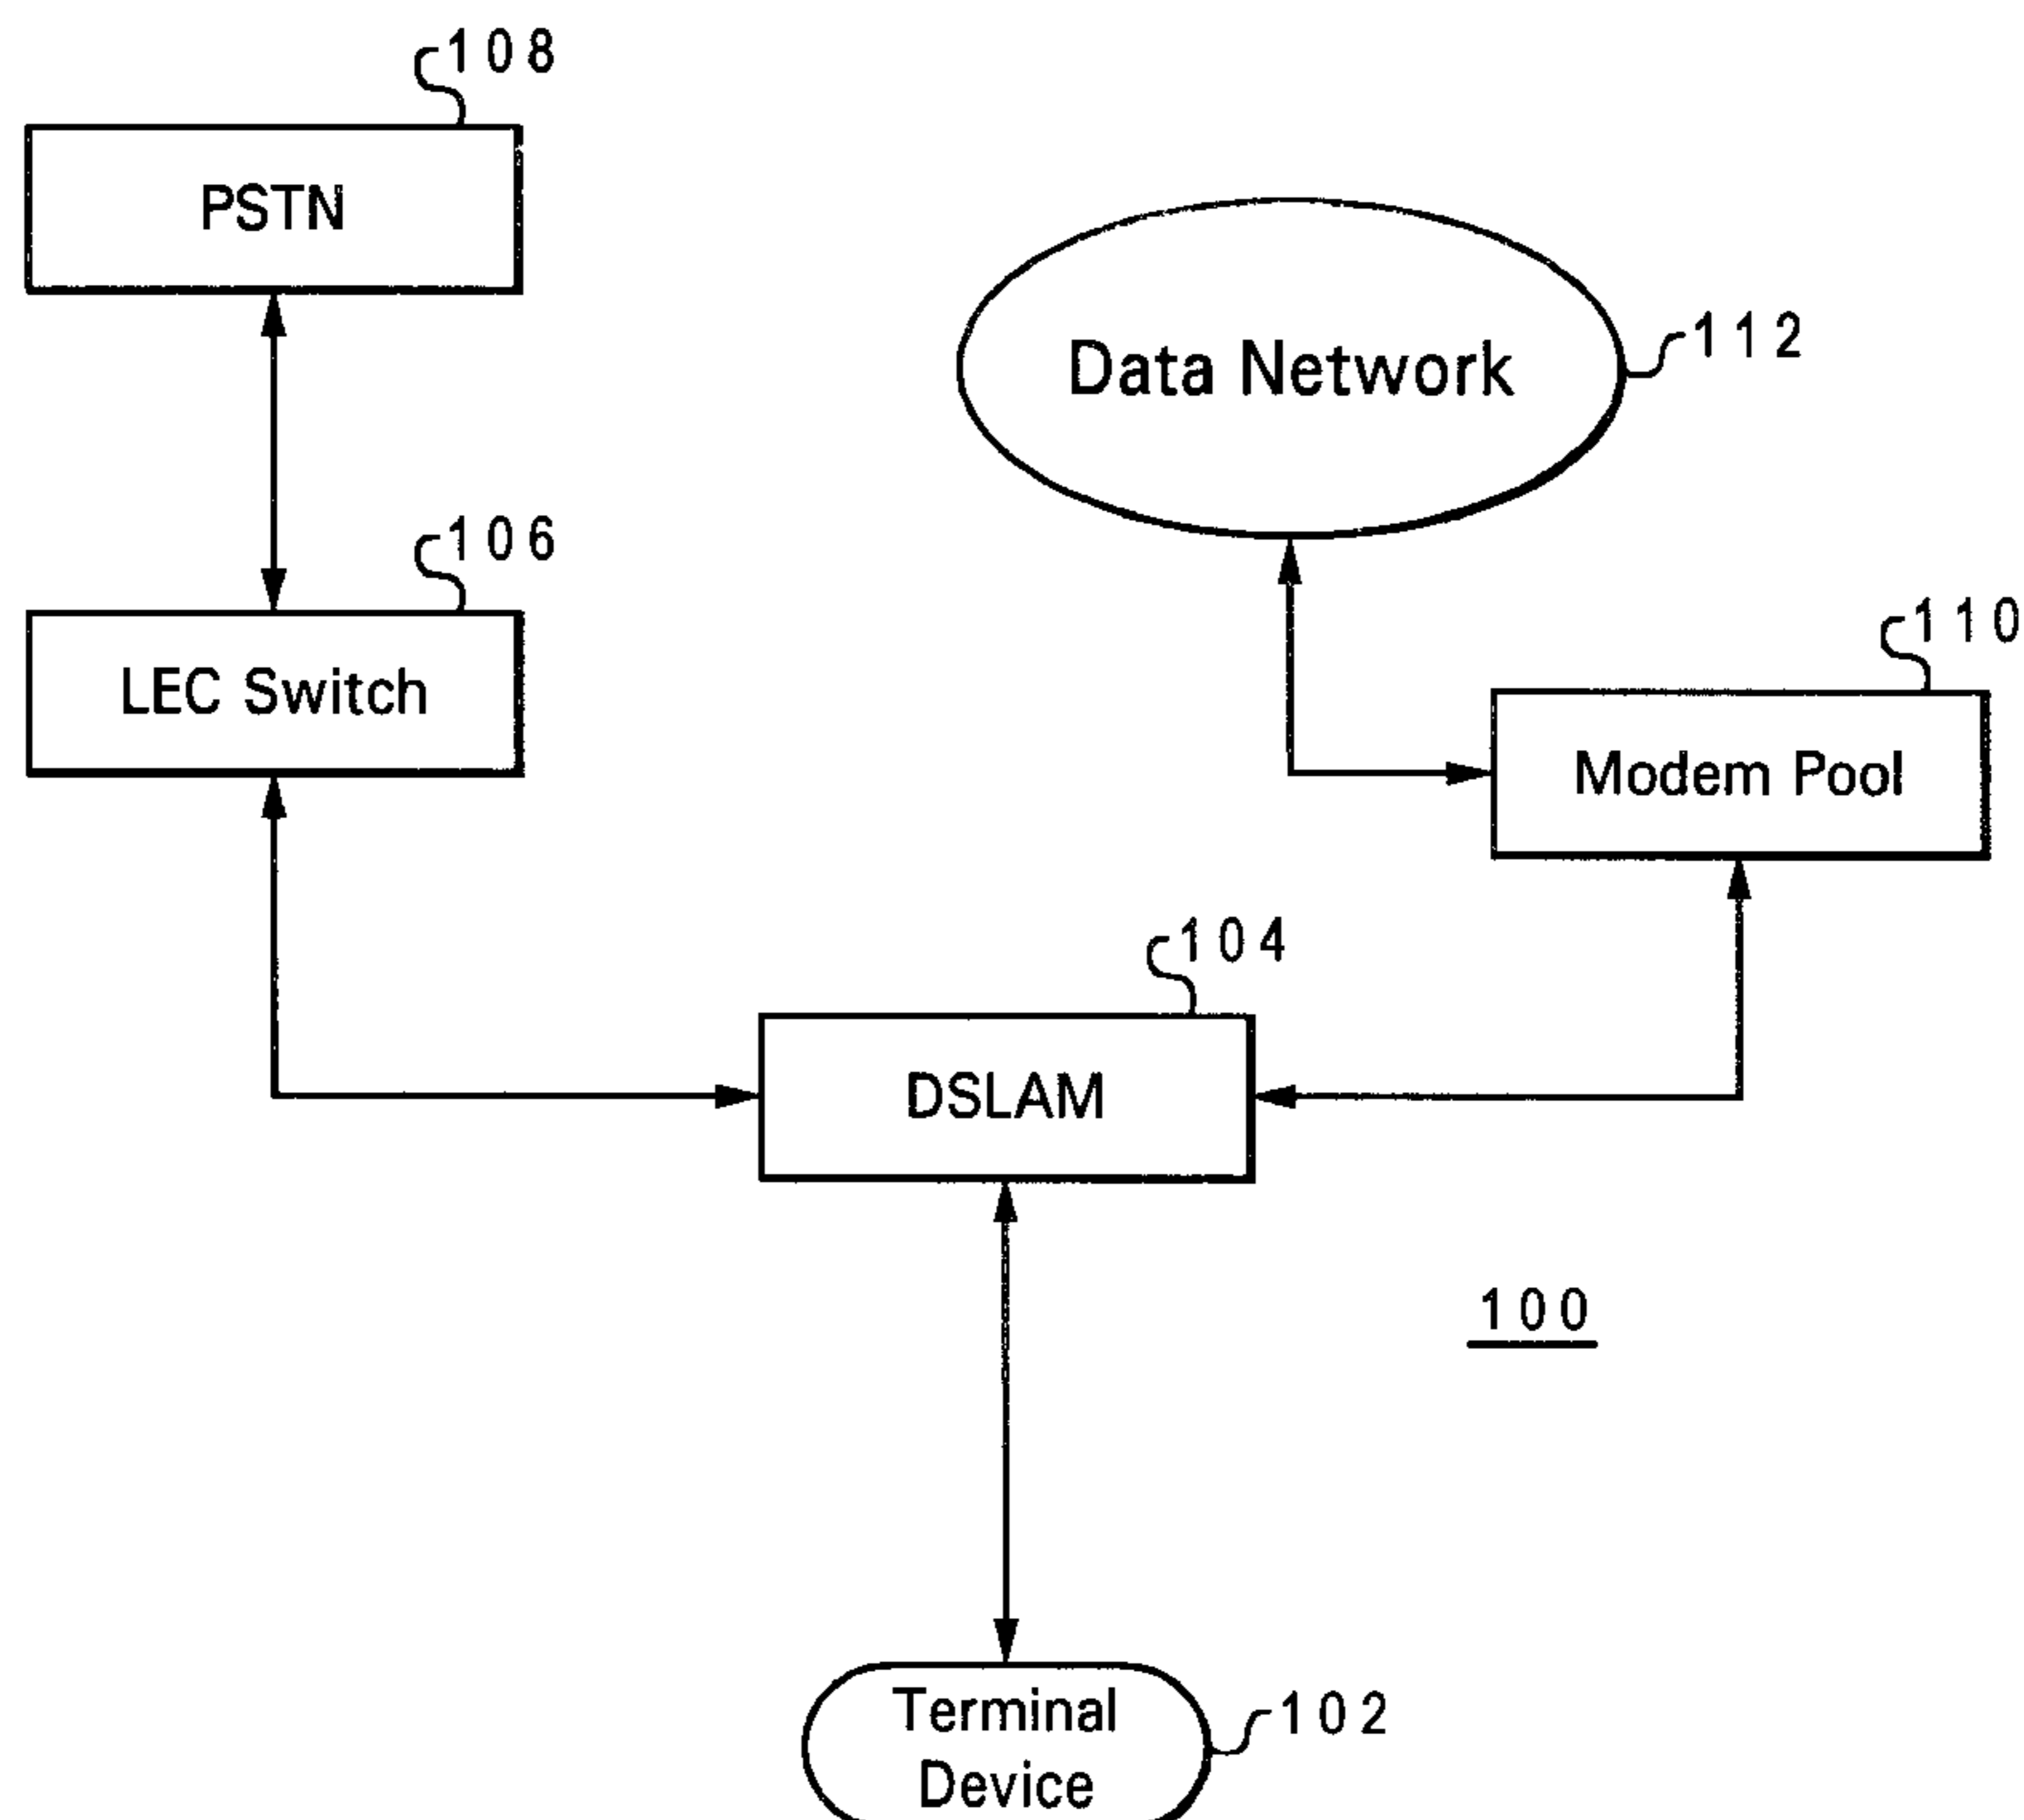 108
PSTN
Data Network
112
106
LEC Switch
110
Modem Pool
104
DSLAM
100
Terminal
Device
102